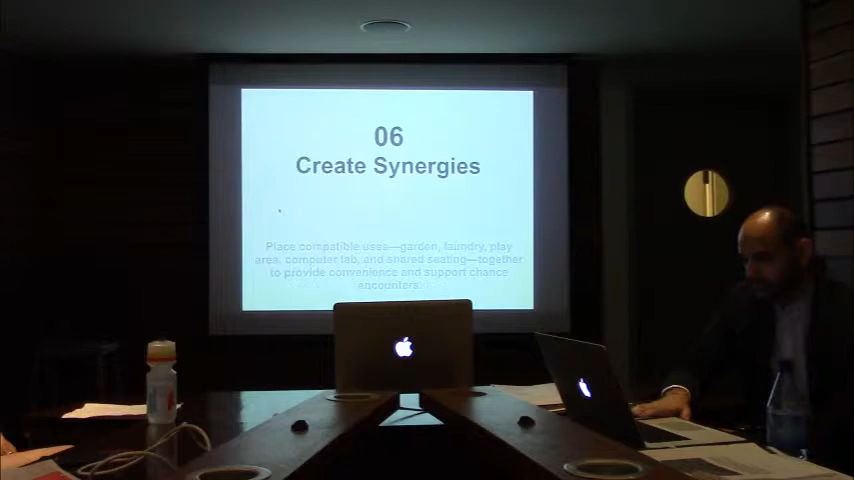 06
Create Synergies
Place compatible uses—garden, laundry, play
area, computer lab, and shared seating—together
to provide convenience and support chance
encounters.